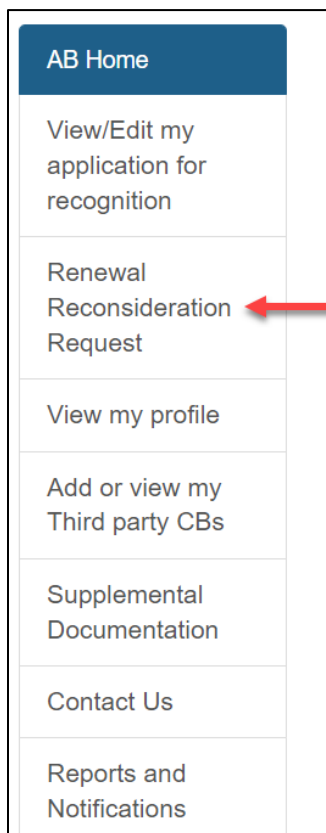 AB Home
View/Edit my
application for
recognition
Renewal
Reconsideration
Request
View my profile
Add or view my
Third party CBs
Supplemental
Documentation
Contact Us
Reports and
Notifications